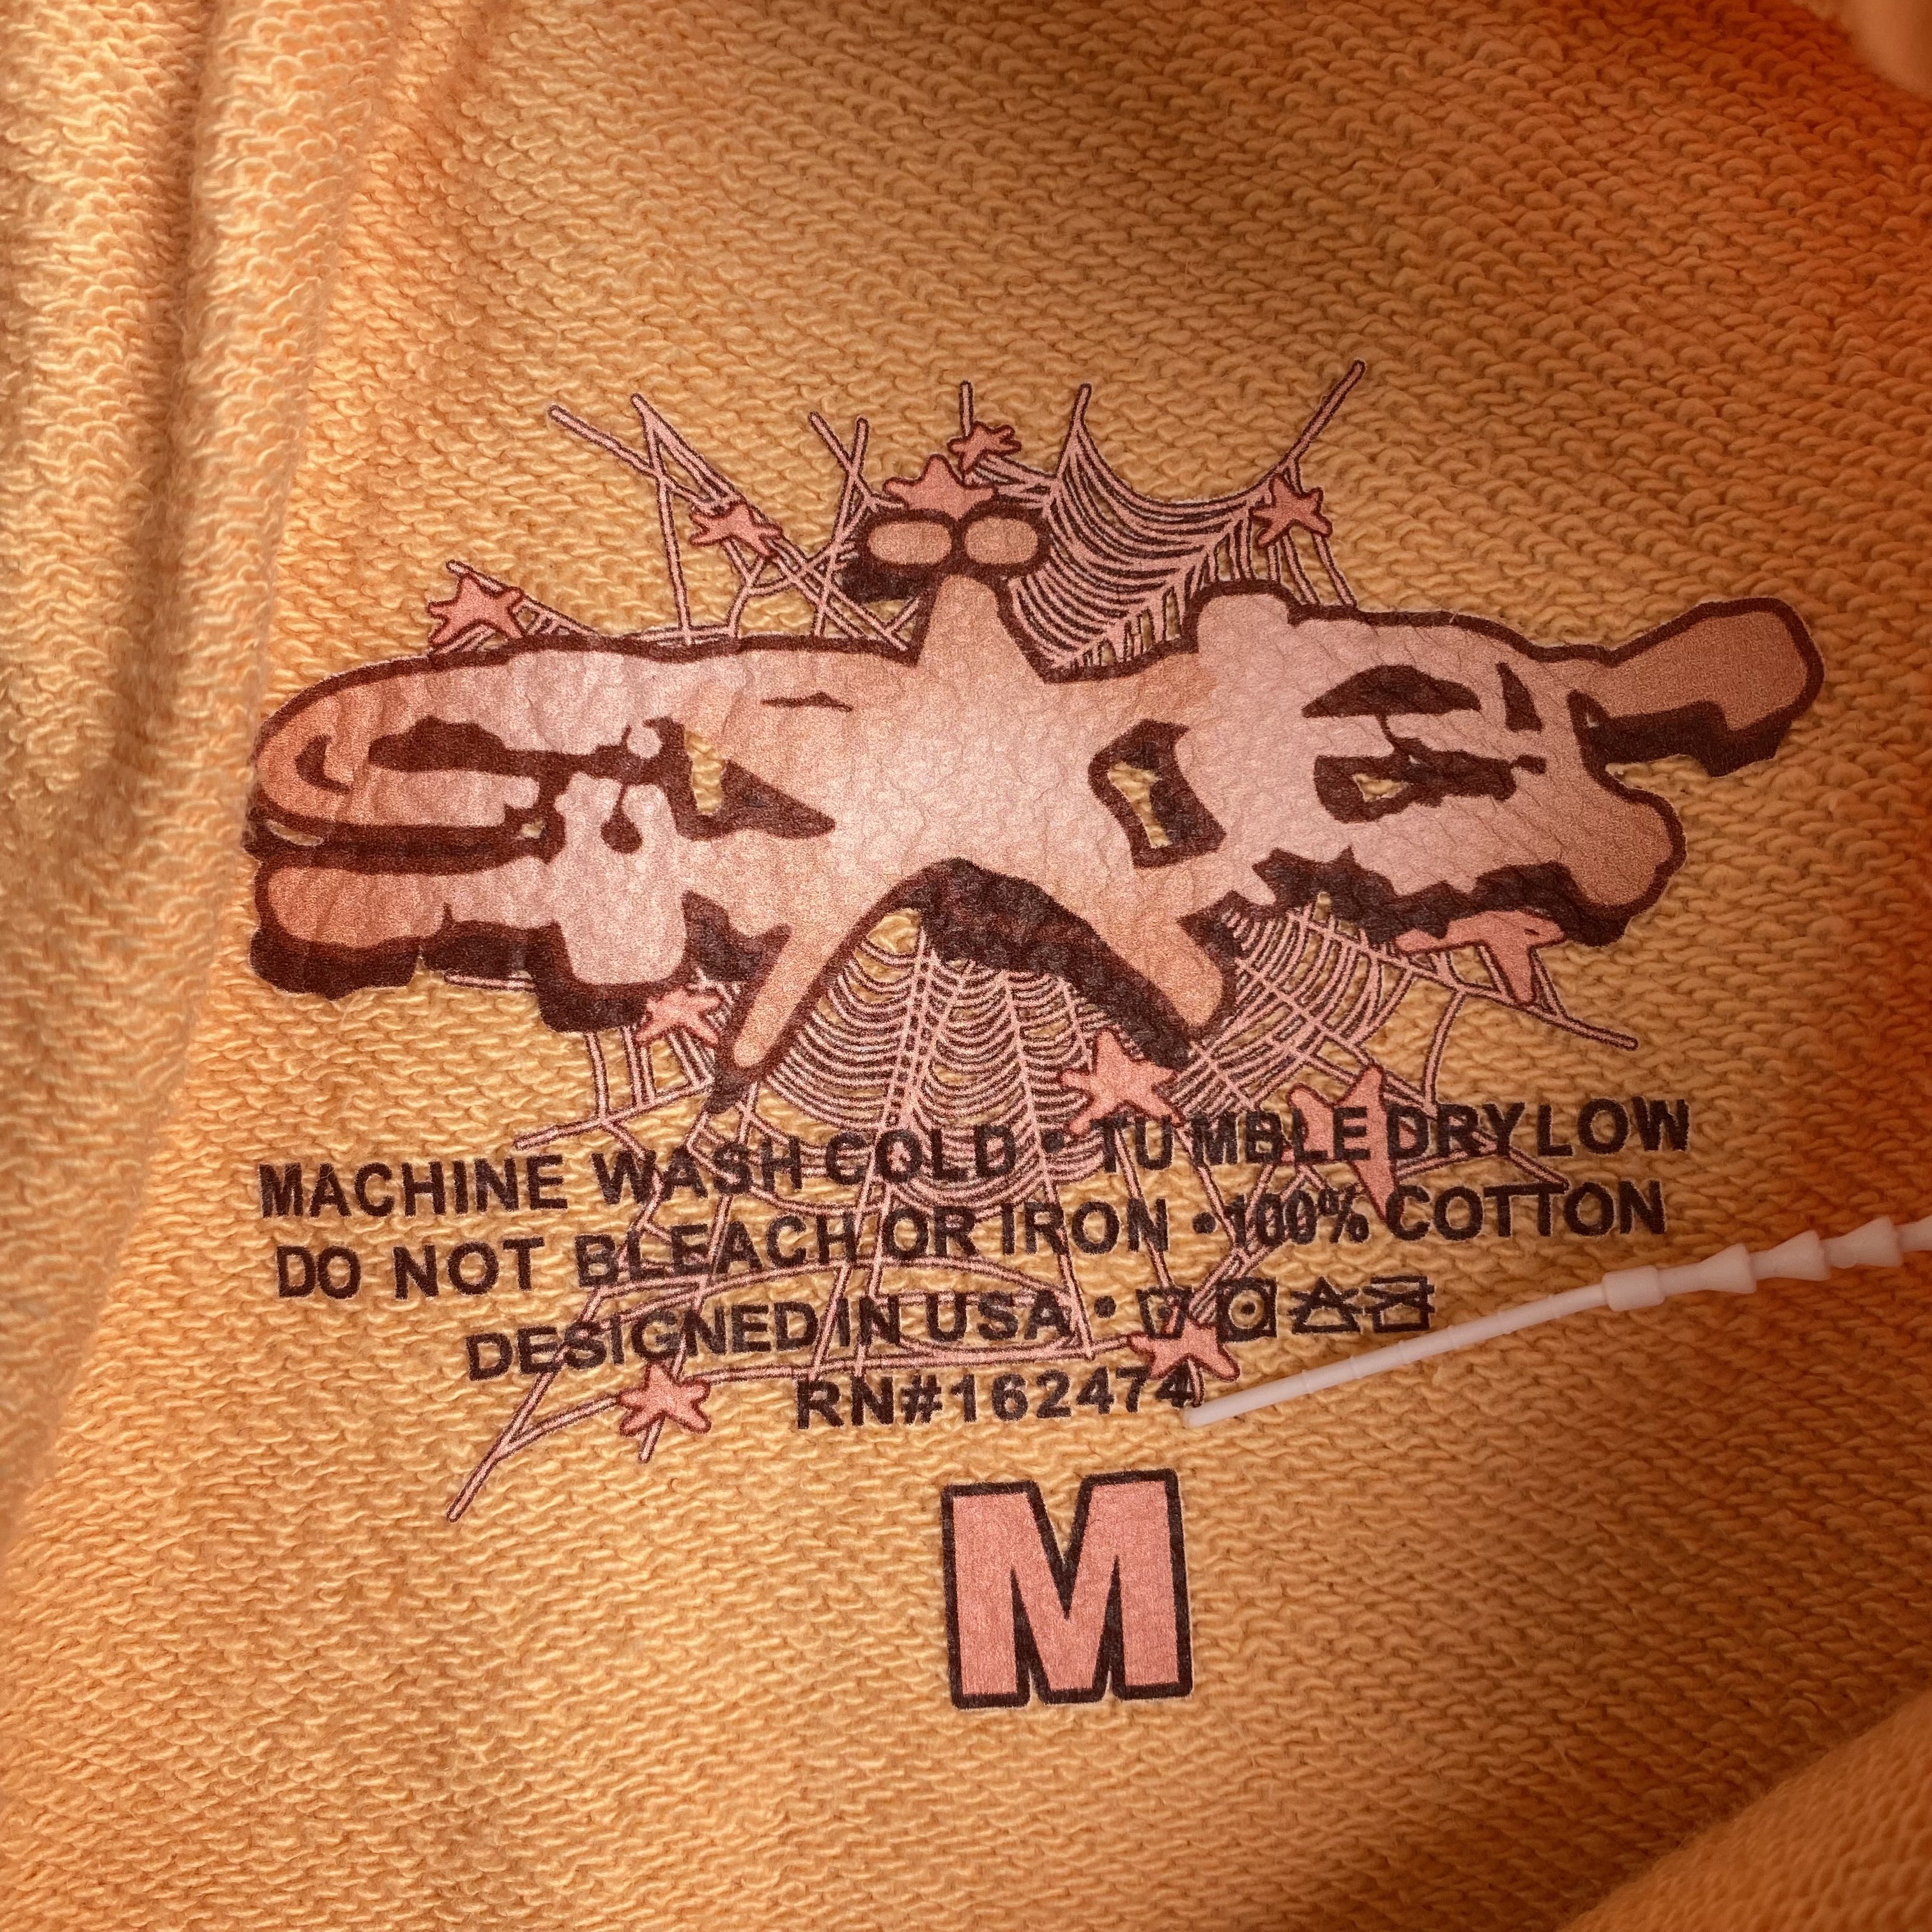 MACHINE WASH COLD • TUMBLE DRY LOW
DO NOT BLEACH OR IRON • 100% COTTON
DESIGNED IN USA •
RN#162474
M